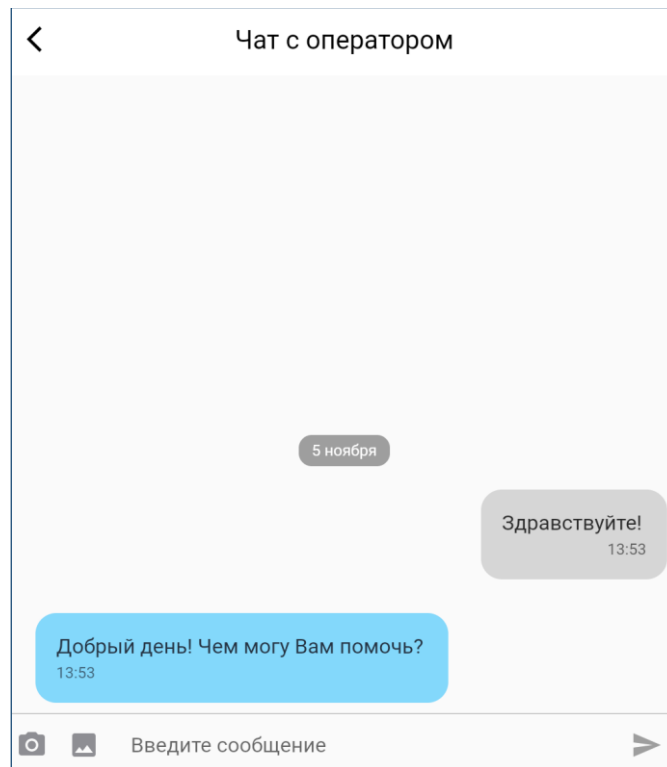 Чат с оператором
5 ноября
Здравствуйте!
13:53
Добрый день! Чем могу Вам помочь?
13:53
Введите сообщение